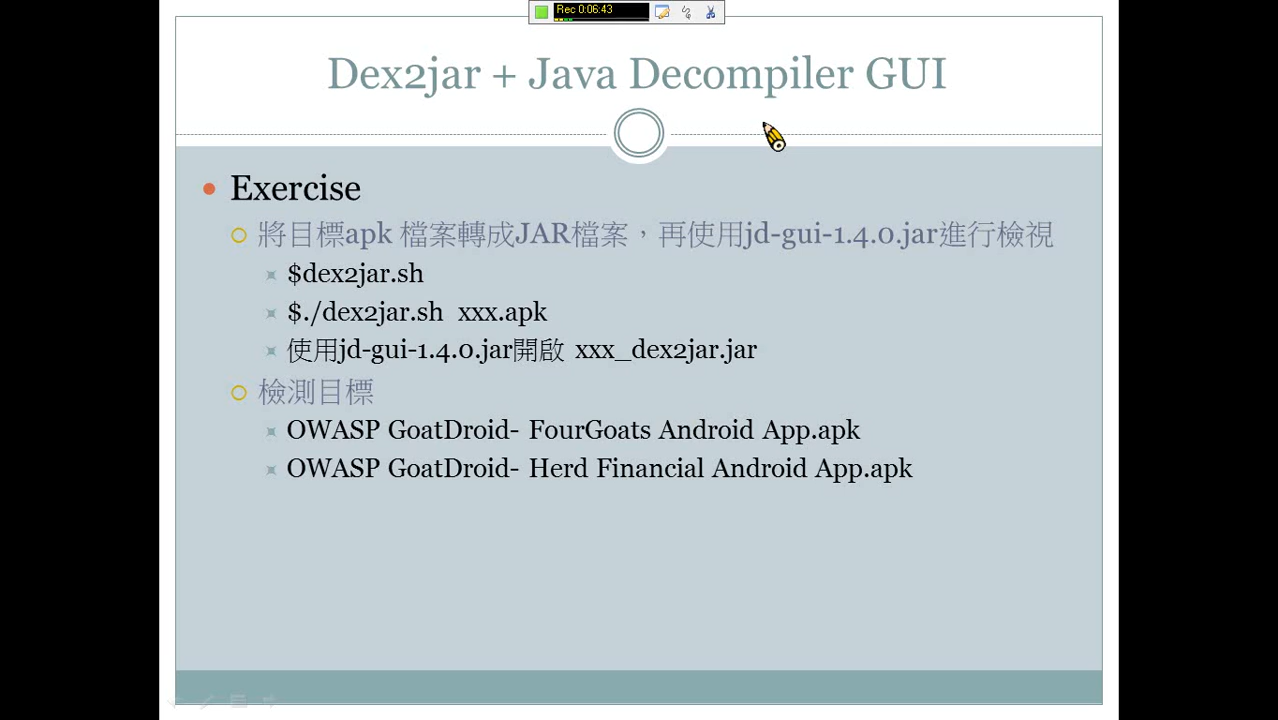 Rec 0:06:43
Dex2jar + Java Decompiler GUI
Exercise
將目標apk 檔案轉成JAR檔案，再使用jd-gui-1.4.0.jar進行檢視
$dex2jar.sh
$./dex2jar.sh xxx.apk
使用jd-gui-1.4.0.jar開啟 xxx_dex2jar.jar
檢測目標
OWASP GoatDroid- FourGoats Android App.apk
OWASP GoatDroid- Herd Financial Android App.apk